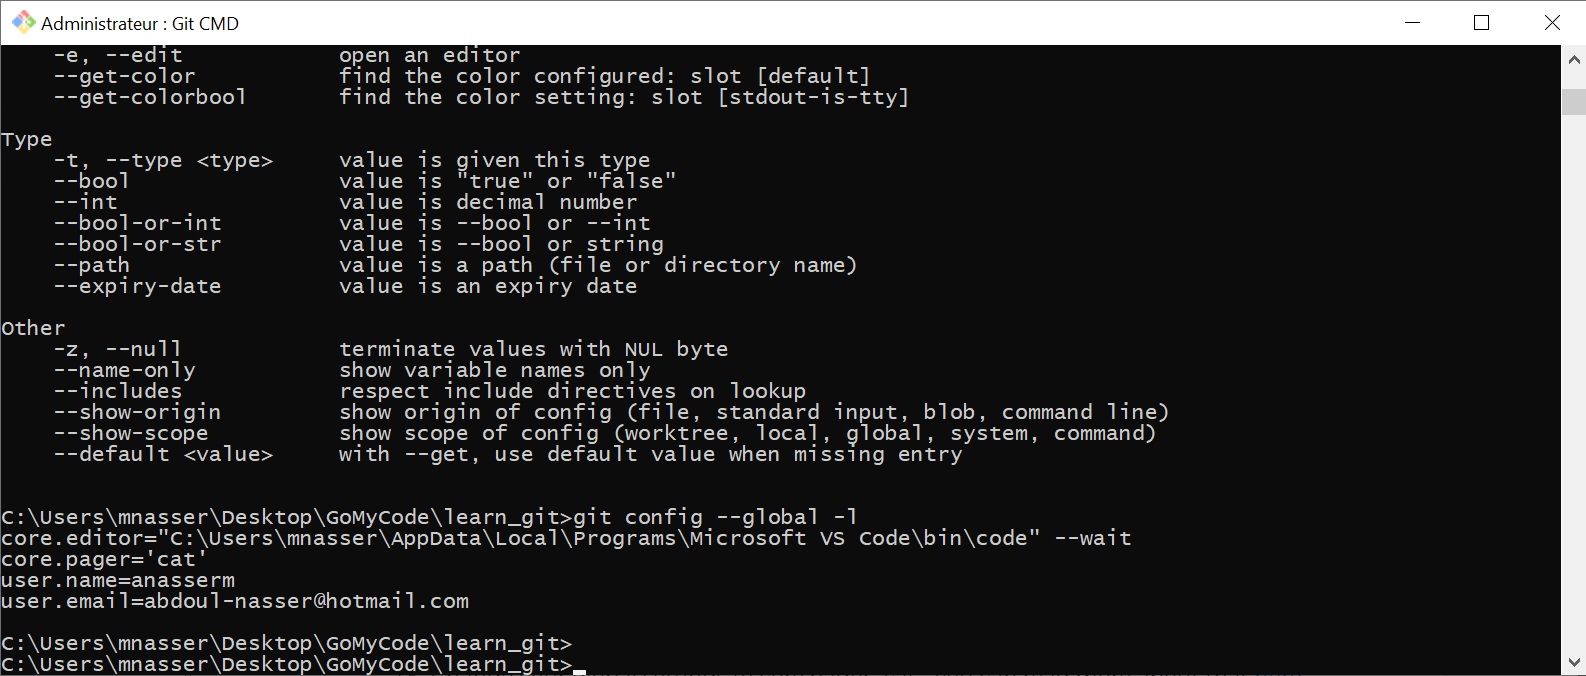 Administrateur : Git CMD
-e, --edit open an editor
--get-color find the color configured: slot [default]
--get-colorbool find the color setting: slot [stdout-is-tty]
Type
-t, --type <type> value is given this type
--bool value is "true" or "false"
--int value is decimal number
--bool-or-int value is --bool or --int
--bool-or-str value is --bool or string
--path value is a path (file or directory name)
--expiry-date value is an expiry date
Other
-z, --null terminate values with NUL byte
--name-only show variable names only
--includes respect include directives on lookup
--show-origin show origin of config (file, standard input, blob, command line)
--show-scope show scope of config (worktree, local, global, system, command)
--default <value> with --get, use default value when missing entry
C:\Users\mnasser\Desktop\GoMyCode\learn_git>git config --global -l
core.editor="C:\Users\mnasser\AppData\Local\Programs\Microsoft VS Code\bin\code" --wait
core.pager='cat'
user.name=anasserm
user.email=abdoul-nasser@hotmail.com
C:\Users\mnasser\Desktop\GoMyCode\learn_git>
C:\Users\mnasser\Desktop\GoMyCode\learn_git>